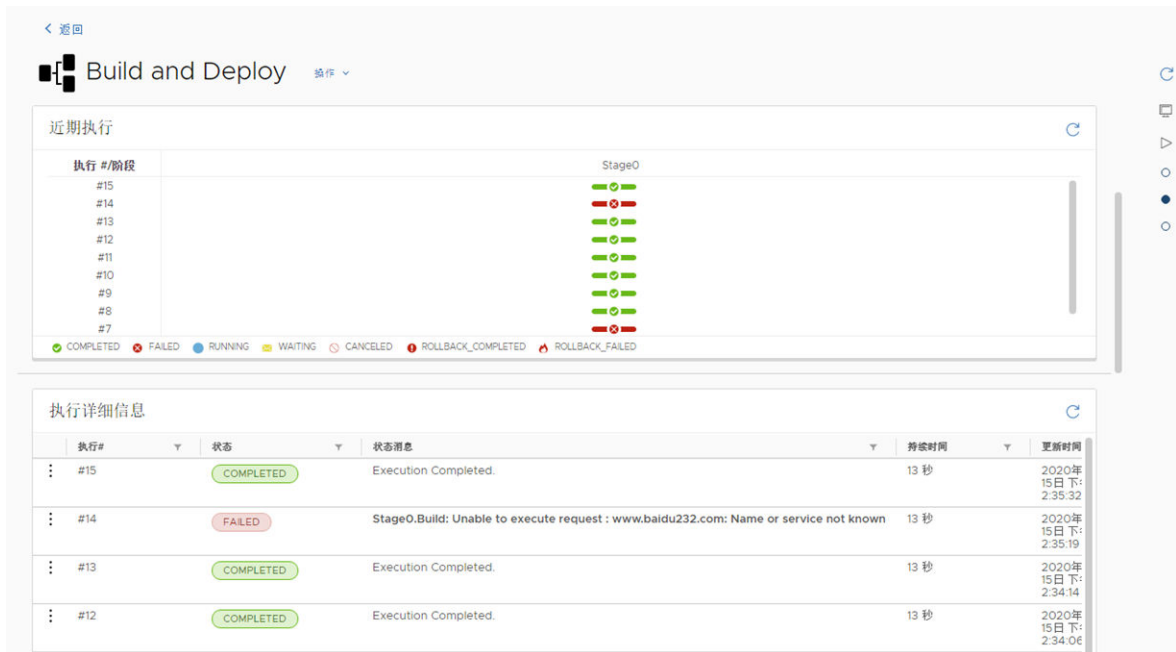 返回
Build and Deploy 操作
近期执行
执行 #/阶段 Stage0
#15
#14
#13
#12
#11
#10
#9
#8
#7
COMPLETED FAILED RUNNING WAITING CANCELED ROLLBACK_COMPLETED ROLLBACK_FAILED
执行详细信息
执行# 状态 状态消息 持续时间 更新时间
#15 COMPLETED Execution Completed. 13 秒 2020年
15日 下
2:35:32
#14 FAILED Stage0.Build: Unable to execute request : www.baidu232.com: Name or service not known 13 秒 2020年
15日 下
2:35:19
#13 COMPLETED Execution Completed. 13 秒 2020年
15日 下
2:34:14
#12 COMPLETED Execution Completed. 13 秒 2020年
15日 下
2:34:06